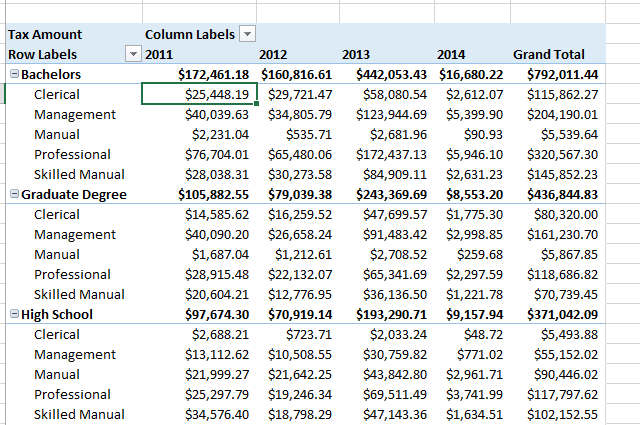 Tax Amount Column Labels
Row Labels 2011 2012 2013 2014 Grand Total
Bachelors $172,461.18 $160,816.61 $442,053.43 $16,680.22 $792,011.44
Clerical $25,448.19 $29,721.47 $58,080.54 $2,612.07 $115,862.27
Management $40,039.63 $34,805.79 $123,944.69 $5,399.90 $204,190.01
Manual $2,231.04 $535.71 $2,681.96 $90.93 $5,539.64
Professional $76,704.01 $65,480.06 $172,437.13 $5,946.10 $320,567.30
Skilled Manual $28,038.31 $30,273.58 $84,909.11 $2,631.23 $145,852.23
Graduate Degree $105,882.55 $79,039.38 $243,369.69 $8,553.20 $436,844.83
Clerical $14,585.62 $16,259.52 $47,699.57 $1,775.30 $80,320.00
Management $40,090.20 $26,658.24 $91,483.42 $2,998.85 $161,230.70
Manual $1,687.04 $1,212.61 $2,708.52 $259.68 $5,867.85
Professional $28,915.48 $22,132.07 $65,341.69 $2,297.59 $118,686.82
Skilled Manual $20,604.21 $12,776.95 $36,136.50 $1,221.78 $70,739.45
High School $97,674.30 $70,919.14 $193,290.71 $9,157.94 $371,042.09
Clerical $2,688.21 $723.71 $2,033.24 $48.72 $5,493.88
Management $13,112.62 $10,508.55 $30,759.82 $771.02 $55,152.02
Manual $21,999.27 $21,642.25 $43,842.80 $2,961.71 $90,446.02
Professional $25,297.79 $19,246.34 $69,511.49 $3,741.99 $117,797.62
Skilled Manual $34,576.40 $18,798.29 $47,143.36 $1,634.51 $102,152.55